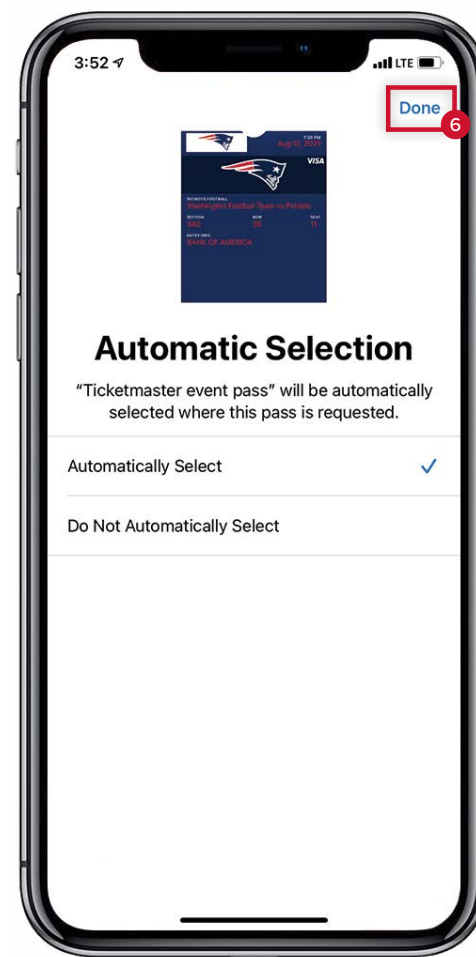 3:52
LTE
Done
6
7:30 PM
Aug 12, 2021
VISA
PATRIOTS FOOTBALL
Washington Football Team vs Patriots
SECTION ROW SEAT
340 26 11
ENTRY INFO
BANK OF AMERICA
Automatic Selection
“Ticketmaster event pass” will be automatically
selected where this pass is requested.
Automatically Select
Do Not Automatically Select